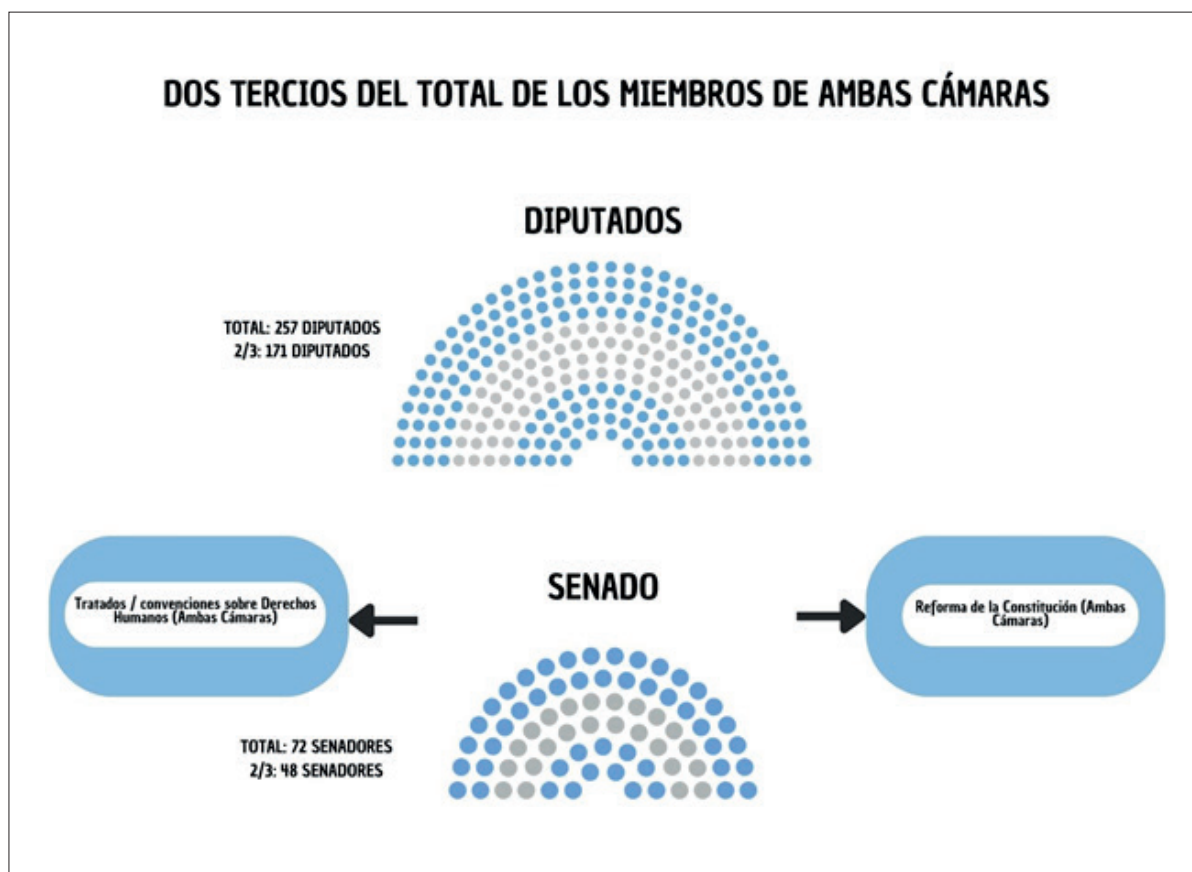 DOS TERCIOS DEL TOTAL DE LOS MIEMBROS DE AMBAS CÁMARAS
DIPUTADOS
TOTAL: 257 DIPUTADOS
2/3: 171 DIPUTADOS
SENADO
Tratados / convenciones sobre Derechos
Humanos (Ambas Cámaras)
Reforma de la Constitución (Ambas
Cámaras)
TOTAL: 72 SENADORES
2/3: 48 SENADORES